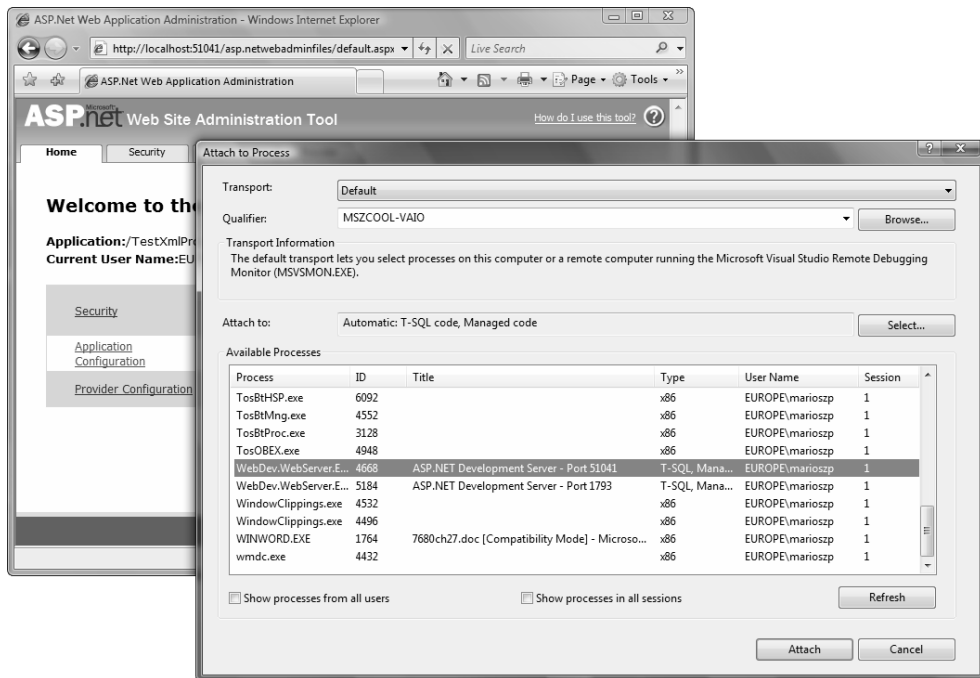 ASP.Net Web Application Administration - Windows Internet Explorer
http://localhost:51041/asp.netwebadminfiles/default.aspx
Live Search
ASP.Net Web Application Administration
Page
Tools
Microsoft
ASP.net Web Site Administration Tool
How do I use this tool? ?
Home Security
Welcome to the
Application:/TestXmlPr
Current User Name:EU
Security
Application
Configuration
Provider Configuration
Attach to Process
Transport: Default
Qualifier: MSZCOOL-VAIO Browse...
Transport Information
The default transport lets you select processes on this computer or a remote computer running the Microsoft Visual Studio Remote Debugging
Monitor (MSVSMON.EXE).
Attach to: Automatic: T-SQL code, Managed code Select...
Available Processes
Process ID Title Type User Name Session
TosBtHSP.exe 6092 x86 EUROPE\marioszp 1
TosBtMng.exe 4552 x86 EUROPE\marioszp 1
TosBtProc.exe 3128 x86 EUROPE\marioszp 1
TosOBEX.exe 4948 x86 EUROPE\marioszp 1
WebDev.WebServer.E... 4668 ASP.NET Development Server - Port 51041 T-SQL, Mana... EUROPE\marioszp 1
WebDev.WebServer.E... 5184 ASP.NET Development Server - Port 1793 T-SQL, Mana... EUROPE\marioszp 1
WindowClippings.exe 4532 x86 EUROPE\marioszp 1
WindowClippings.exe 4496 x86 EUROPE\marioszp 1
WINWORD.EXE 1764 7680ch27.doc [Compatibility Mode] - Microso... x86 EUROPE\marioszp 1
wmdc.exe 4432 x86 EUROPE\marioszp 1
Show processes from all users Show processes in all sessions Refresh
Attach Cancel